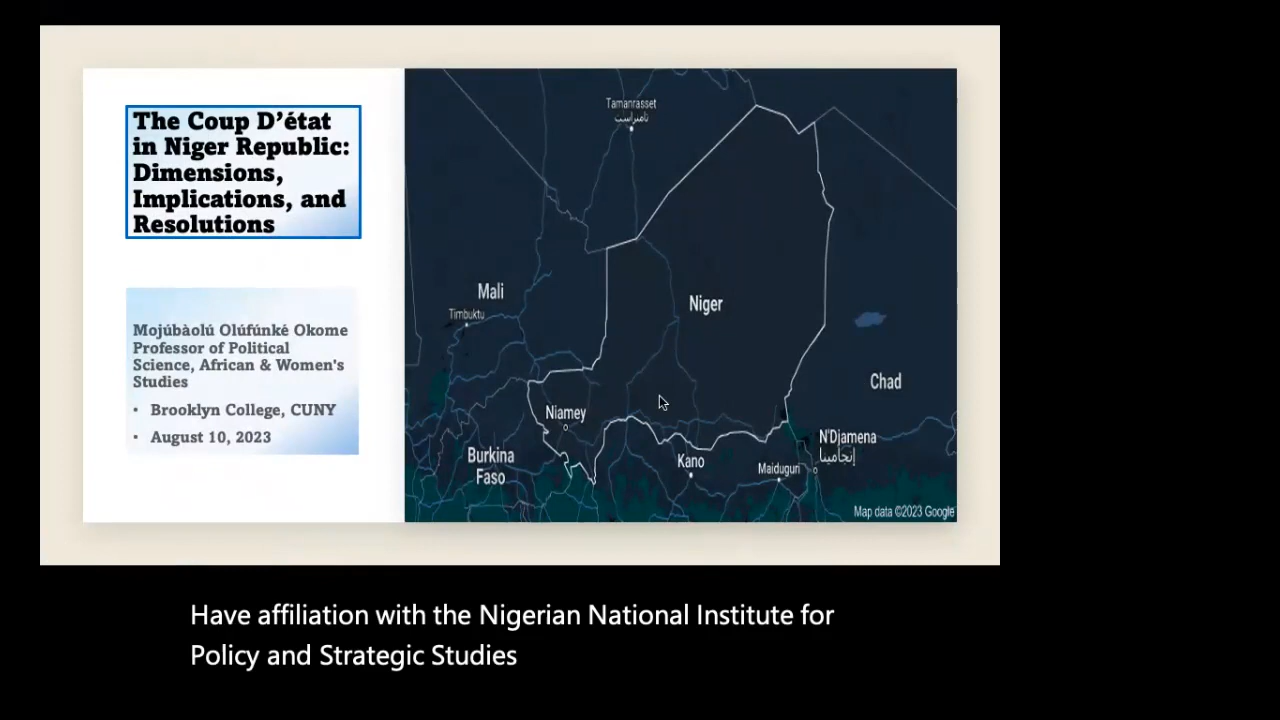 The Coup D’état
in Niger Republic:
Dimensions,
Implications, and
Resolutions
Mojúbàolú Olúfúnké Okome
Professor of Political
Science, African & Women's
Studies
• Brooklyn College, CUNY
• August 10, 2023
Tamanrasset
تامنراست
Mali
Timbuktu
Niger
Chad
Niamey
N'Djamena
إنجامينا
Burkina
Faso
Kano
Maiduguri
Map data ©2023 Google
Have affiliation with the Nigerian National Institute for
Policy and Strategic Studies